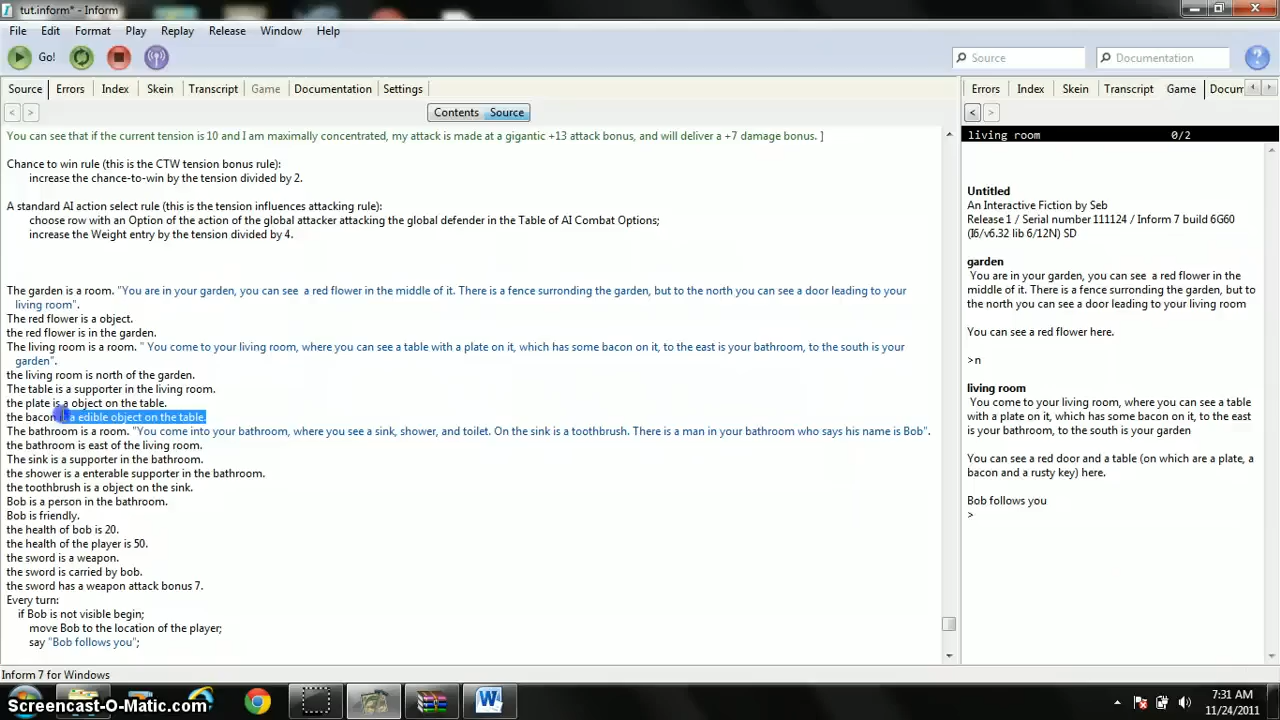 tut.inform* - Inform
File Edit Format Play Replay Release Window Help
Go! Source Documentation
Source Errors Index Skein Transcript Game Documentation Settings
Errors Index Skein Transcript Game Docum
< > Contents Source < >
You can see that if the current tension is 10 and I am maximally concentrated, my attack is made at a gigantic +13 attack bonus, and will deliver a +7 damage bonus. ]
Chance to win rule (this is the CTW tension bonus rule):
increase the chance-to-win by the tension divided by 2.
A standard AI action select rule (this is the tension influences attacking rule):
choose row with an Option of the action of the global attacker attacking the global defender in the Table of AI Combat Options;
increase the Weight entry by the tension divided by 4.
The garden is a room. "You are in your garden, you can see  a red flower in the middle of it. There is a fence surronding the garden, but to the north you can see a door leading to your
living room".
The red flower is a object.
the red flower is in the garden.
The living room is a room. " You come to your living room, where you can see a table with a plate on it, which has some bacon on it, to the east is your bathroom, to the south is your
garden".
the living room is north of the garden.
The table is a supporter in the living room.
the plate is a object on the table.
the bacon is a edible object on the table.
The bathroom is a room. "You come into your bathroom, where you see a sink, shower, and toilet. On the sink is a toothbrush. There is a man in your bathroom who says his name is Bob".
the bathroom is east of the living room.
The sink is a supporter in the bathroom.
the shower is a enterable supporter in the bathroom.
the toothbrush is a object on the sink.
Bob is a person in the bathroom.
Bob is friendly.
the health of bob is 20.
the health of the player is 50.
the sword is a weapon.
the sword is carried by bob.
the sword has a weapon attack bonus 7.
Every turn:
if Bob is not visible begin;
move Bob to the location of the player;
say "Bob follows you";
living room 0/2
Untitled
An Interactive Fiction by Seb
Release 1 / Serial number 111124 / Inform 7 build 6G60
(I6/v6.32 lib 6/12N) SD
garden
You are in your garden, you can see  a red flower in the
middle of it. There is a fence surronding the garden, but to
the north you can see a door leading to your living room
You can see a red flower here.
>n
living room
You come to your living room, where you can see a table
with a plate on it, which has some bacon on it, to the east
is your bathroom, to the south is your garden
You can see a red door and a table (on which are a plate, a
bacon and a rusty key) here.
Bob follows you
>
Inform 7 for Windows
Screencast-O-Matic.com
7:31 AM
11/24/2011